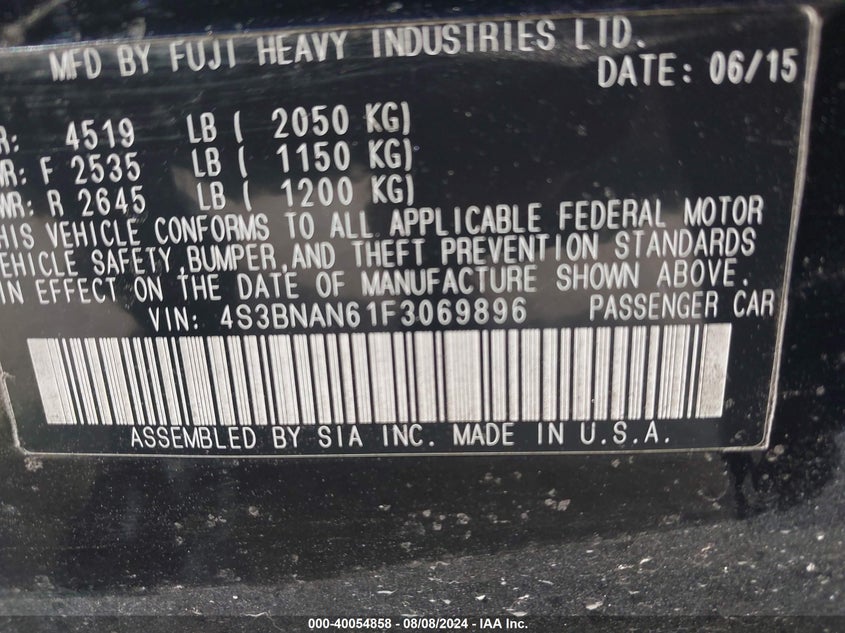 MFD BY FUJI HEAVY INDUSTRIES LTD.
DATE: 06/15
R: 4519 LB ( 2050 KG)
WR: F 2535 LB ( 1150 KG)
WR: R 2645 LB ( 1200 KG)
HIS VEHICLE CONFORMS TO ALL APPLICABLE FEDERAL MOTOR
VEHICLE SAFETY,BUMPER,AND THEFT PREVENTION STANDARDS
IN EFFECT ON THE DATE OF MANUFACTURE SHOWN ABOVE.
VIN: 4S3BNAN61F3069896 PASSENGER CAR
ASSEMBLED BY SIA INC. MADE IN U.S.A.
000-40054858 - 08/08/2024 - IAA Inc.